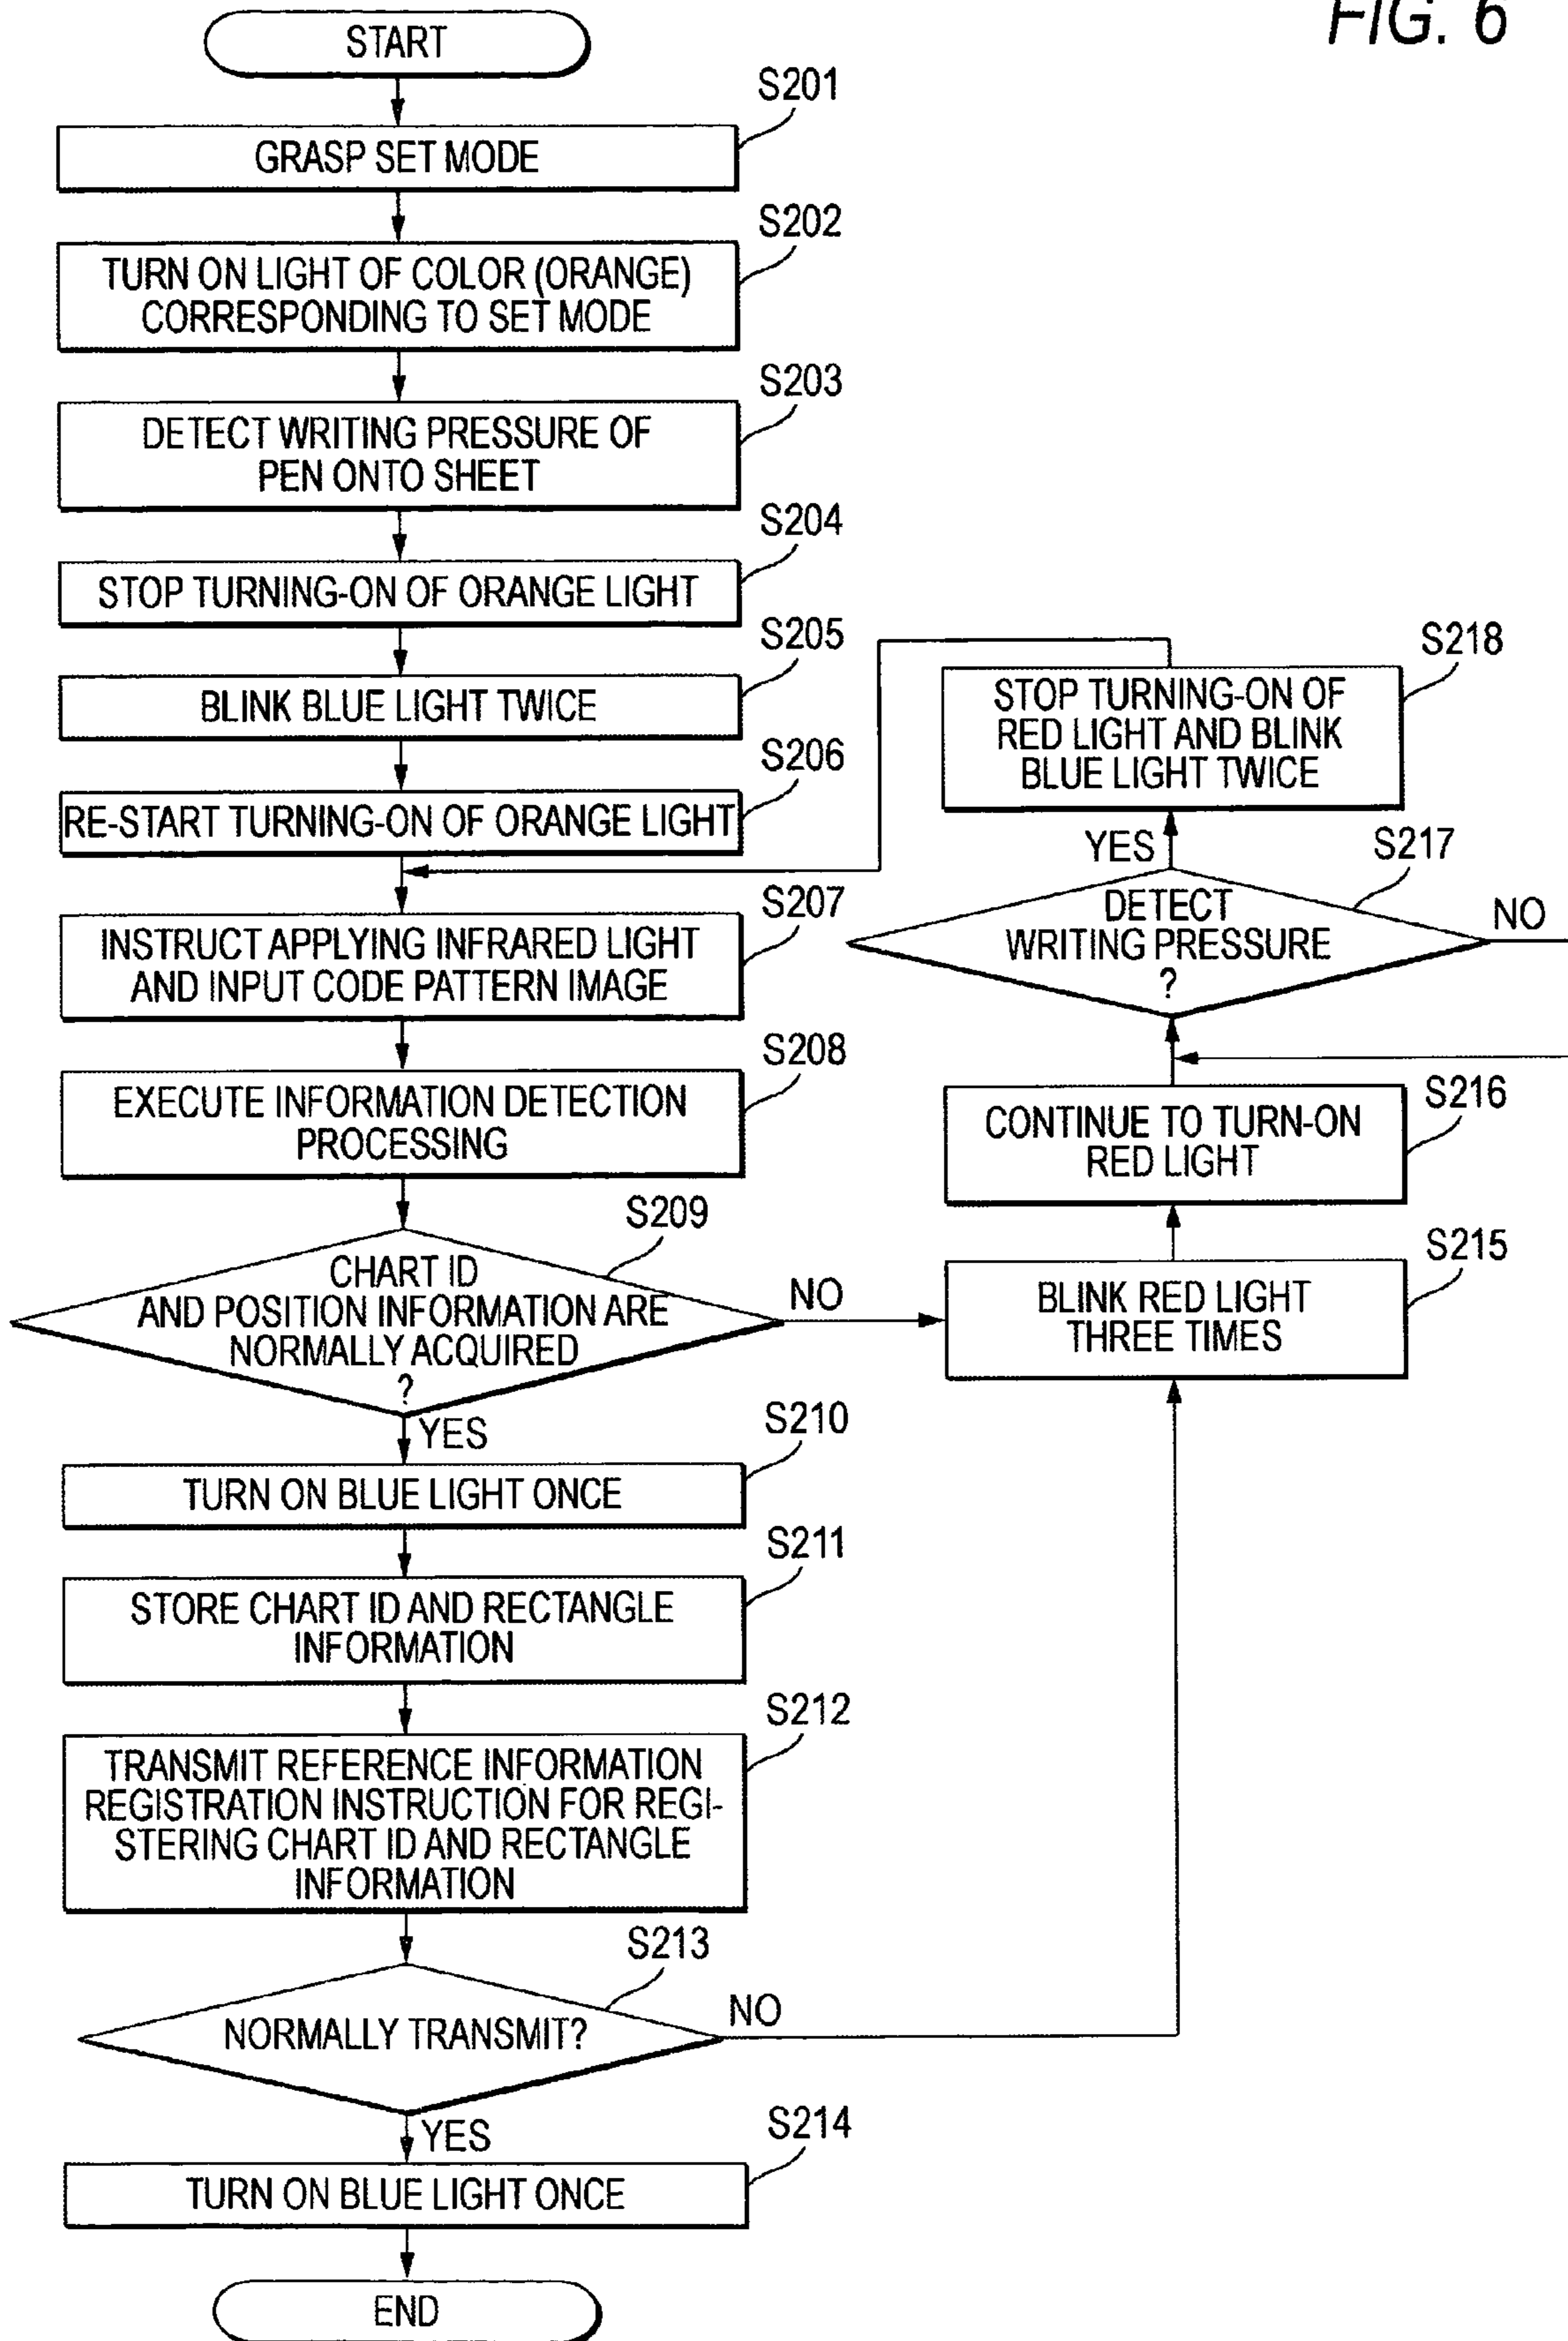 FIG. 6
START
S201
GRASP SET MODE
S202
TURN ON LIGHT OF COLOR (ORANGE)
CORRESPONDING TO SET MODE
S203
DETECT WRITING PRESSURE OF
PEN ONTO SHEET
S204
STOP TURNING-ON OF ORANGE LIGHT
S205
BLINK BLUE LIGHT TWICE
S206
RE-START TURNING-ON OF ORANGE LIGHT
S207
INSTRUCT APPLYING INFRARED LIGHT
AND INPUT CODE PATTERN IMAGE
S208
EXECUTE INFORMATION DETECTION
PROCESSING
S209
CHART ID
AND POSITION INFORMATION ARE
NORMALLY ACQUIRED
?
NO
YES
S210
TURN ON BLUE LIGHT ONCE
S211
STORE CHART ID AND RECTANGLE
INFORMATION
S212
TRANSMIT REFERENCE INFORMATION
REGISTRATION INSTRUCTION FOR REGI-
STERING CHART ID AND RECTANGLE
INFORMATION
S213
NORMALLY TRANSMIT?
NO
YES
S214
TURN ON BLUE LIGHT ONCE
END
S218
STOP TURNING-ON OF
RED LIGHT AND BLINK
BLUE LIGHT TWICE
YES
S217
DETECT
WRITING PRESSURE
?
NO
S216
CONTINUE TO TURN-ON
RED LIGHT
S215
BLINK RED LIGHT
THREE TIMES